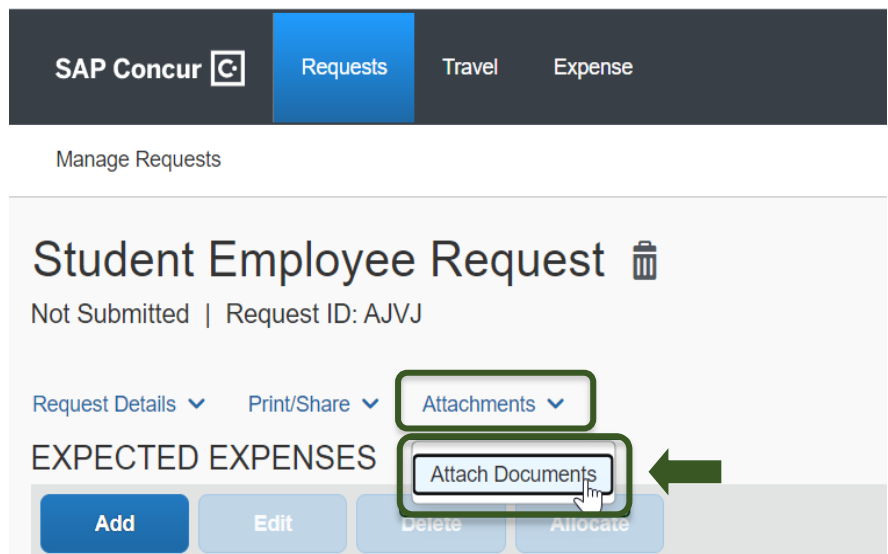 SAP Concur C. Requests Travel Expense
Manage Requests
Student Employee Request
Not Submitted | Request ID: AJVJ
Request Details Print/Share Attachments
EXPECTED EXPENSES
Attach Documents
Add Edit Delete Allocate